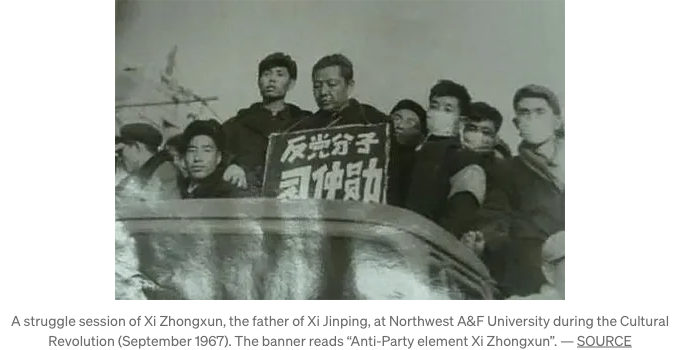 反党分子
习仲勋
A struggle session of Xi Zhongxun, the father of Xi Jinping, at Northwest A&F University during the Cultural
Revolution (September 1967). The banner reads “Anti-Party element Xi Zhongxun”. — SOURCE